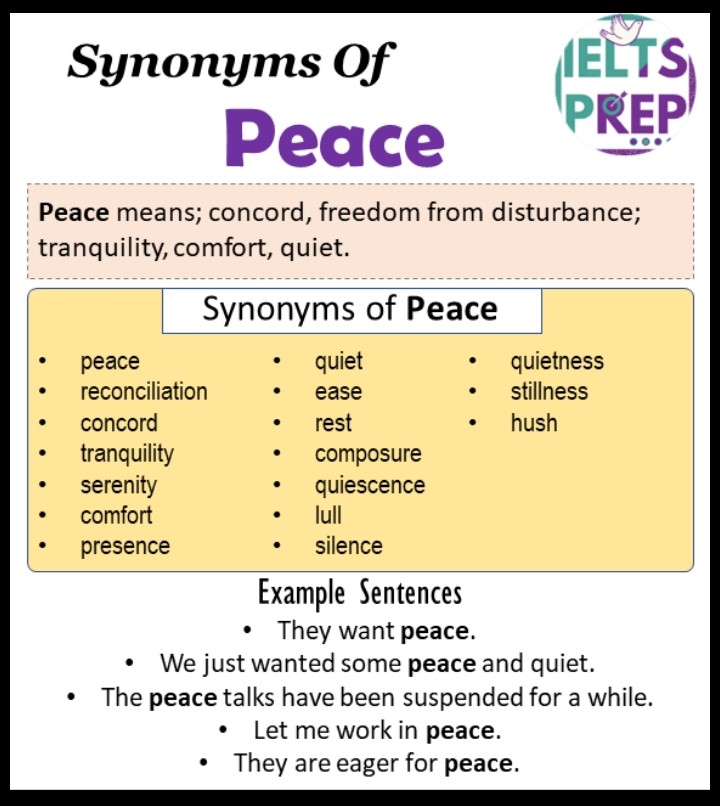 Synonyms Of
Peace
IELTS
PREP
Peace means; concord, freedom from disturbance;
tranquility, comfort, quiet.
Synonyms of Peace
• peace
• reconciliation
• concord
• tranquility
• serenity
• comfort
• presence
• quiet
• ease
• rest
• composure
• quiescence
• lull
• silence
• quietness
• stillness
• hush
Example Sentences
• They want peace.
• We just wanted some peace and quiet.
• The peace talks have been suspended for a while.
• Let me work in peace.
• They are eager for peace.